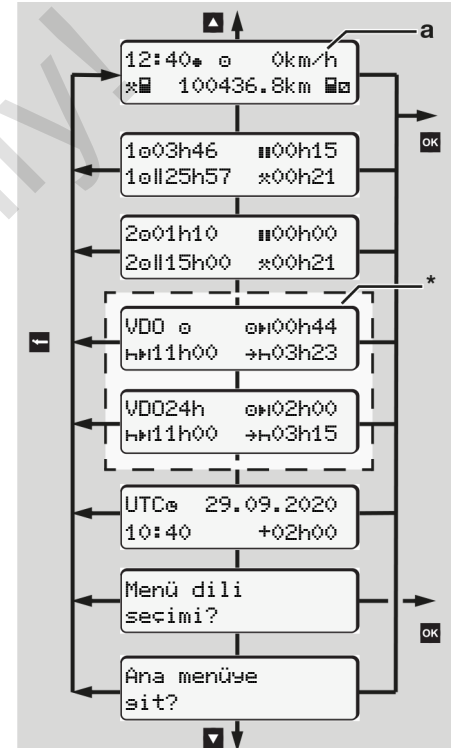 a
12:40 0km/h
100436.8km
OK
1 03h46 00h15
1 25h57 00h21
2 01h10 00h00
2 15h00 00h21
*
VDO 00h44
11h00 03h23
VDO24h 02h00
11h00 03h15
UTC 29.09.2020
10:40 +02h00
Menü dili
seçimi?
OK
Ana menüye
git?